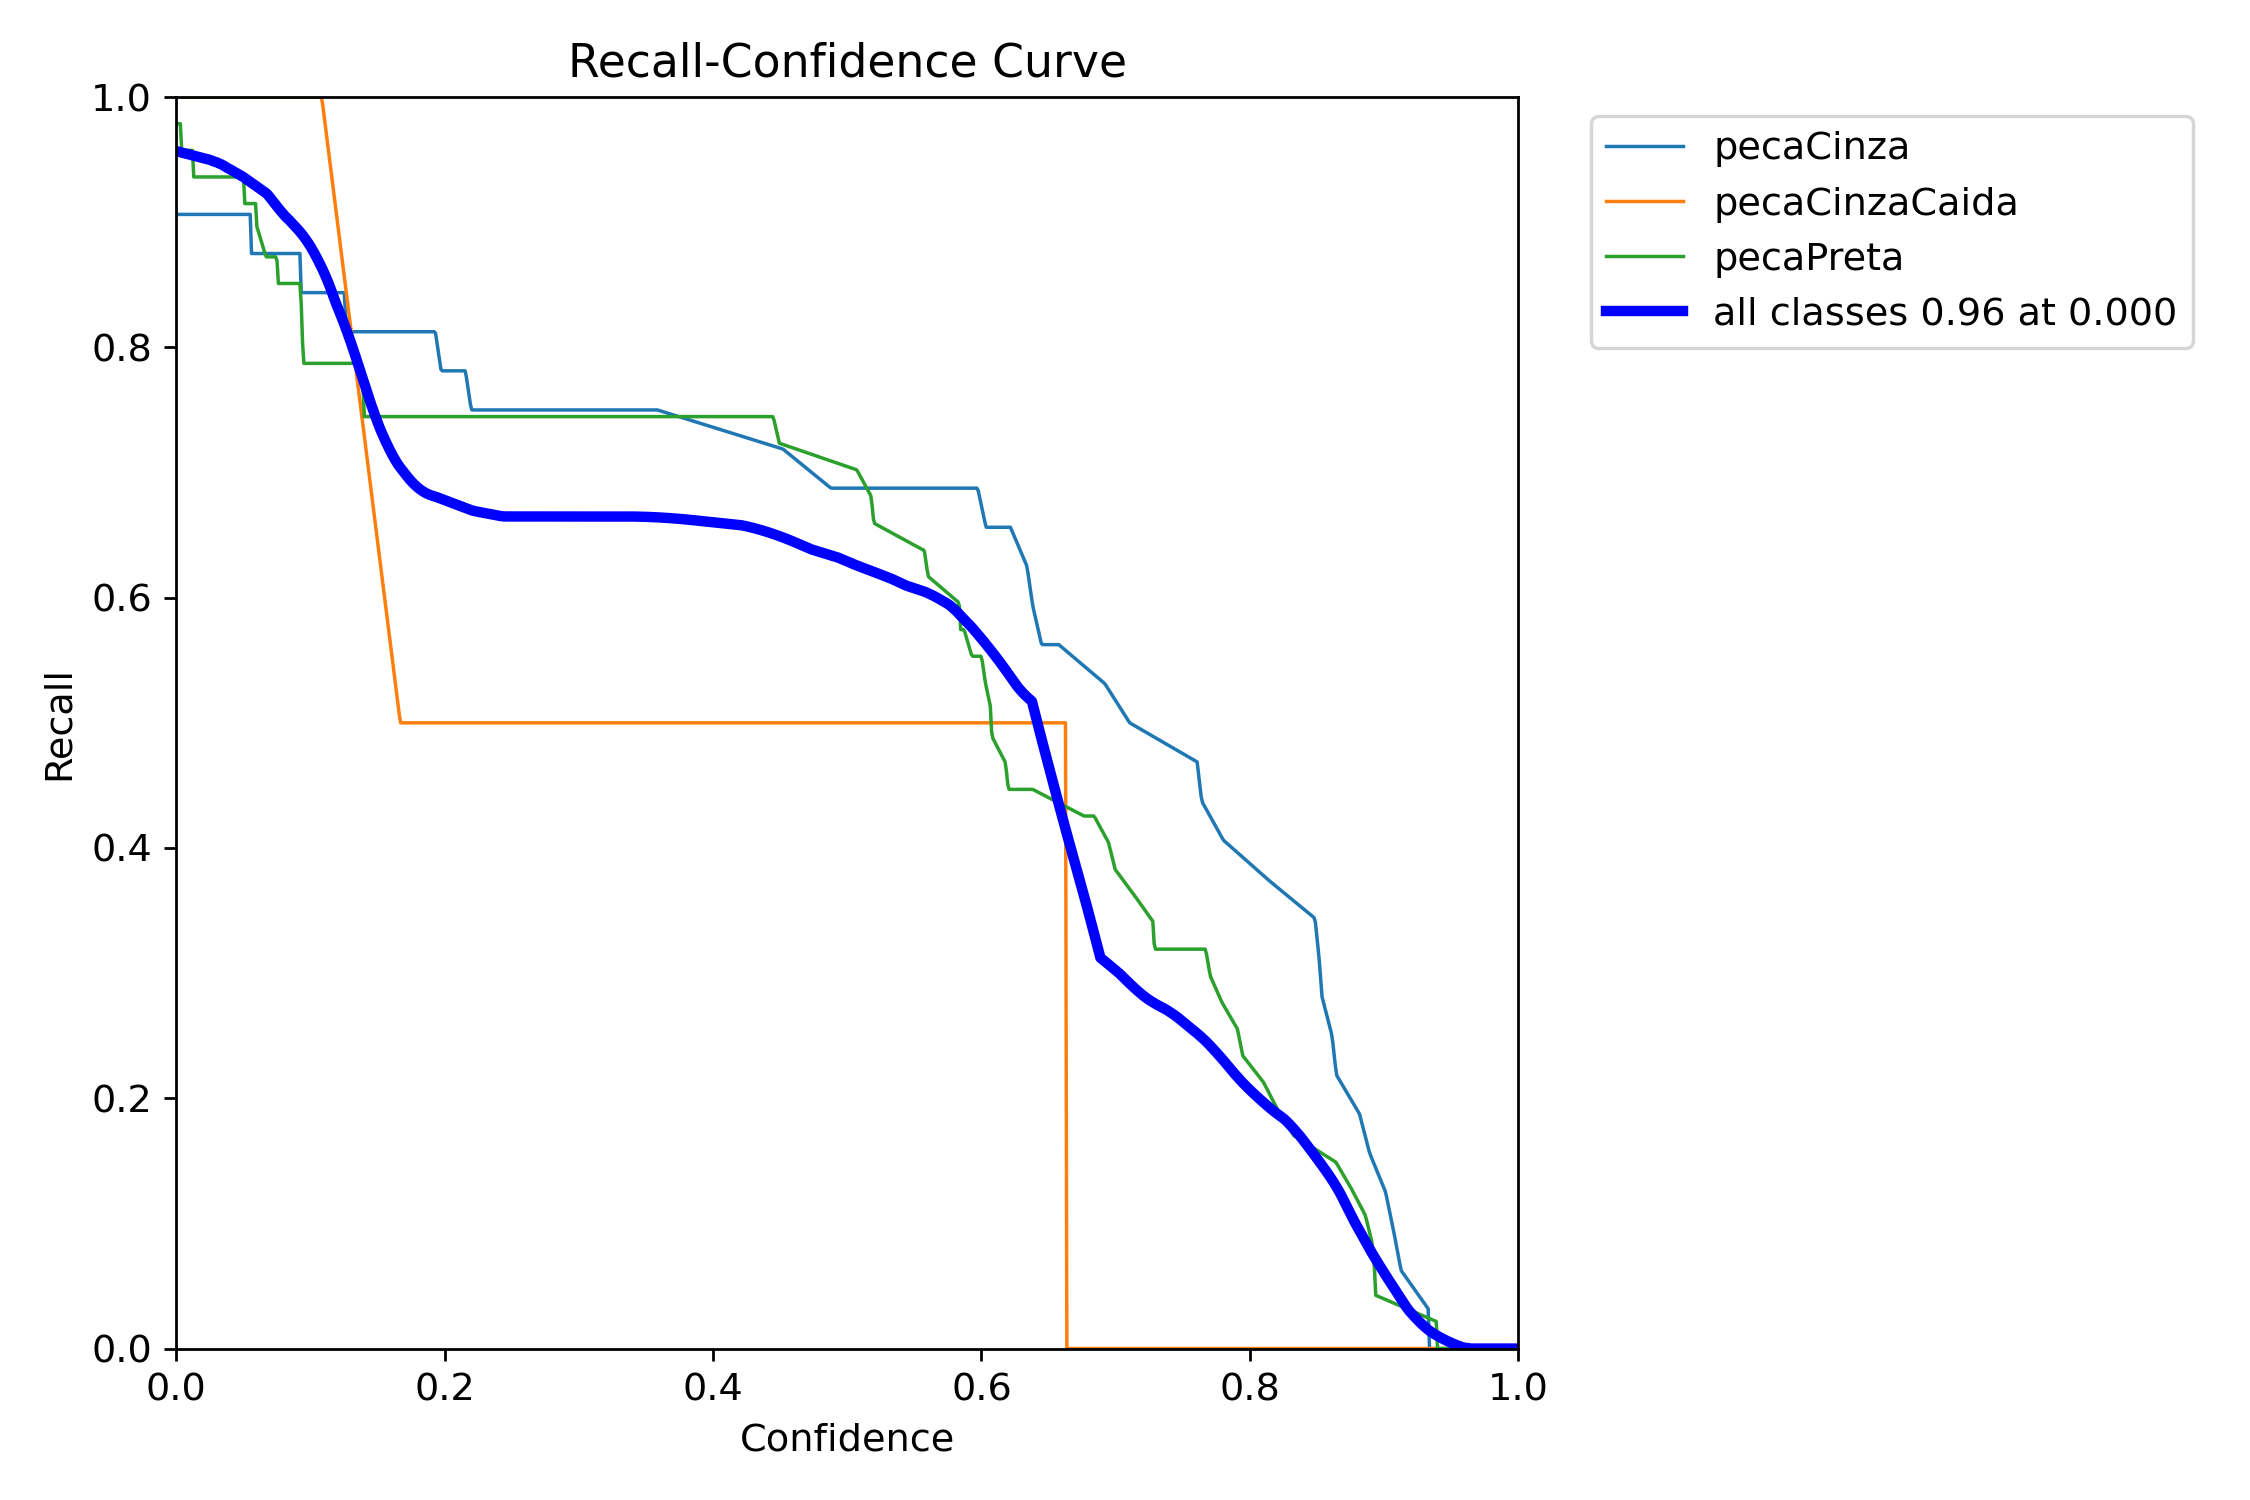 Recall-Confidence Curve
1.0
0.8
0.6
0.4
0.2
0.0
Recall
0.0 0.2 0.4 0.6 0.8 1.0
Confidence
pecaCinza
pecaCinzaCaida
pecaPreta
all classes 0.96 at 0.000